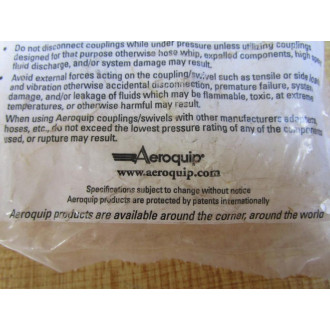 • Do not disconnect couplings while under pressure unless utilizing couplings
designed for that purpose otherwise hose whip, expelled components, high speed
fluid discharge, and/or system damage may result.
• Avoid external forces acting on the coupling/swivel such as tensile or side load
and vibration otherwise accidental disconnection, premature failure, system
damage, and/or leakage of fluids which may be flammable, toxic, at extreme
temperatures, or otherwise harmful may result.
When using Aeroquip couplings/swivels with other manufacturers adapters,
hoses, etc., do not exceed the lowest pressure rating of any of the components
used, or rupture may result.
Aeroquip
www.aeroquip.com
Specifications subject to change without notice
Aeroquip products are protected by patents internationally
Aeroquip products are available around the corner, around the world